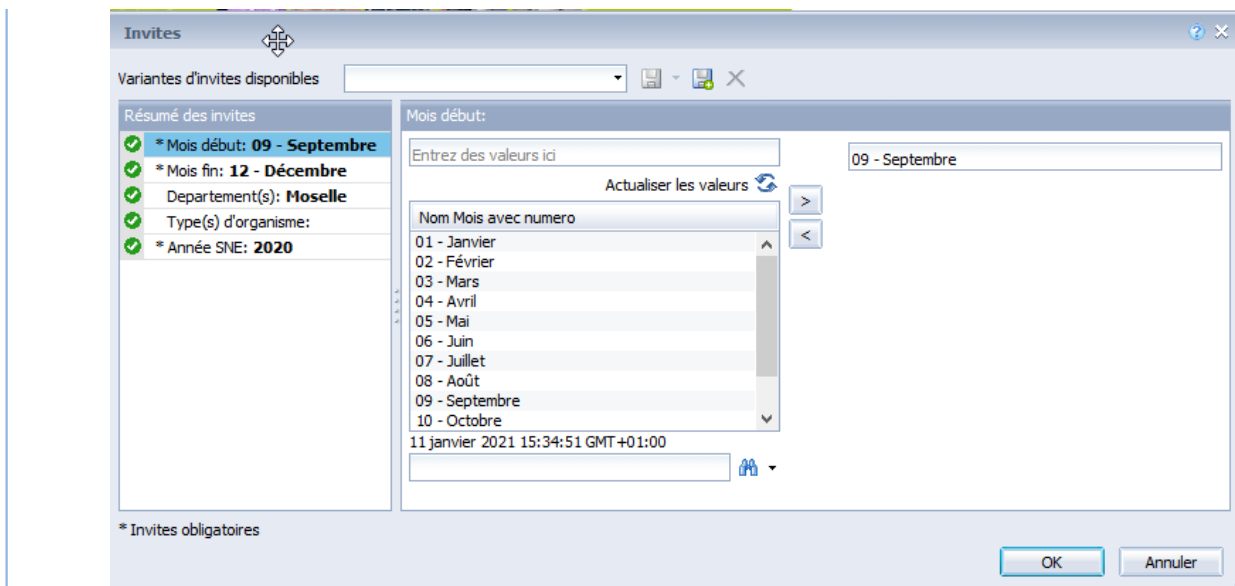 Invites
Variantes d'invites disponibles
Résumé des invites
* Mois début: 09 - Septembre
* Mois fin: 12 - Décembre
Departement(s): Moselle
Type(s) d'organisme:
* Année SNE: 2020
Mois début:
Entrez des valeurs ici
Actualiser les valeurs
Nom Mois avec numero
01 - Janvier
02 - Février
03 - Mars
04 - Avril
05 - Mai
06 - Juin
07 - Juillet
08 - Août
09 - Septembre
10 - Octobre
11 janvier 2021 15:34:51 GMT+01:00
>
<
09 - Septembre
* Invites obligatoires
OK
Annuler